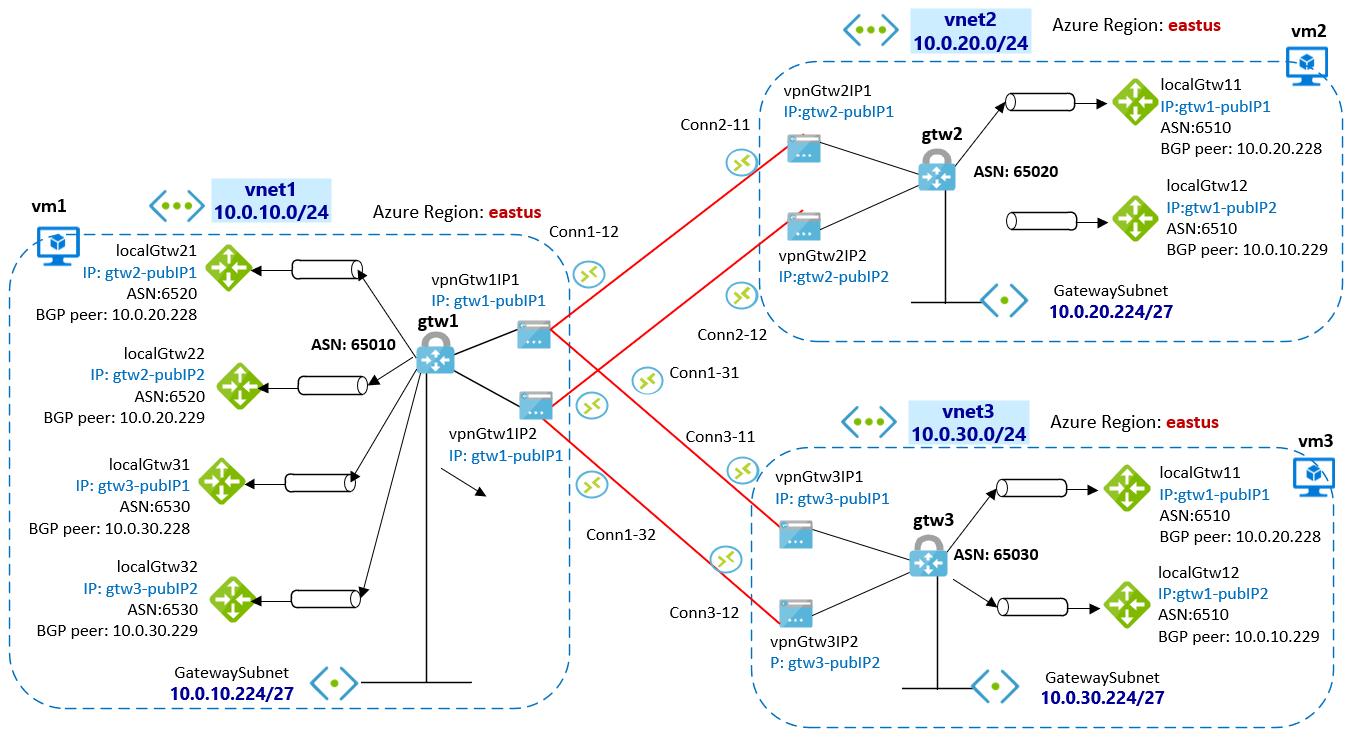 vnet2
10.0.20.0/24
Azure Region: eastus
vm2
vpnGtw2IP1
IP:gtw2-pubIP1
Conn2-11
gtw2
ASN: 65020
localGtw11
IP:gtw1-pubIP1
ASN:6510
BGP peer: 10.0.20.228
localGtw12
IP:gtw1-pubIP2
ASN:6510
BGP peer: 10.0.10.229
vpnGtw2IP2
IP:gtw2-pubIP2
GatewaySubnet
10.0.20.224/27
vnet1
10.0.10.0/24
Azure Region: eastus
vm1
localGtw21
IP: gtw2-pubIP1
ASN:6520
BGP peer: 10.0.20.228
localGtw22
IP: gtw2-pubIP2
ASN:6520
BGP peer: 10.0.20.229
localGtw31
IP: gtw3-pubIP1
ASN:6530
BGP peer: 10.0.30.228
localGtw32
IP: gtw3-pubIP2
ASN:6530
BGP peer: 10.0.30.229
GatewaySubnet
10.0.10.224/27
ASN: 65010
gtw1
vpnGtw1IP1
IP: gtw1-pubIP1
vpnGtw1IP2
IP: gtw1-pubIP1
Conn1-12
Conn2-12
Conn1-31
Conn3-11
Conn1-32
Conn3-12
vnet3
10.0.30.0/24
Azure Region: eastus
vm3
vpnGtw3IP1
IP: gtw3-pubIP1
gtw3
ASN: 65030
localGtw11
IP:gtw1-pubIP1
ASN:6510
BGP peer: 10.0.20.228
localGtw12
IP:gtw1-pubIP2
ASN:6510
BGP peer: 10.0.10.229
vpnGtw3IP2
P: gtw3-pubIP2
GatewaySubnet
10.0.30.224/27